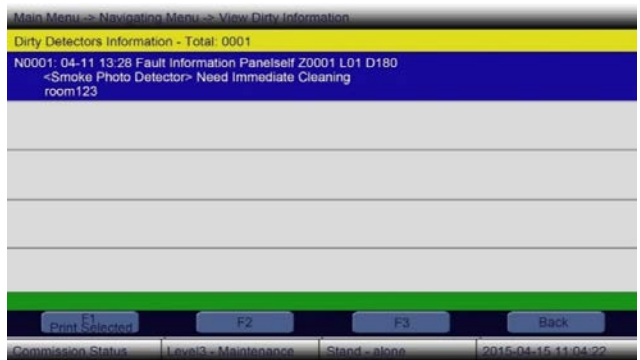 Main Menu -> Navigating Menu -> View Dirty Information
Dirty Detectors Information - Total: 0001
N0001: 04-11 13:28 Fault Information Panelself Z0001 L01 D180
<Smoke Photo Detector> Need Immediate Cleaning
room123
F1
Print Selected
F2
F3
Back
Commission Status
Level3 - Maintenance
Stand - alone
2015-04-15 11:04:22